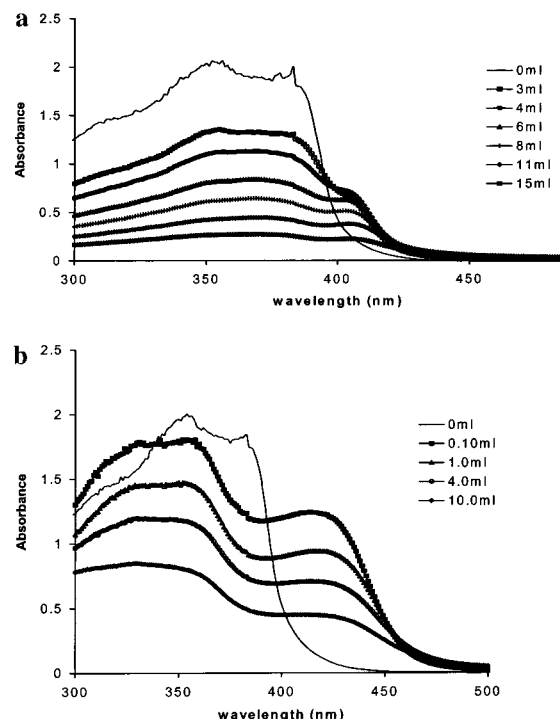 a
2.5
2
1.5
1
0.5
0
Absorbance
300
350
400
450
wavelength (nm)
0ml
3ml
4ml
6ml
8ml
11ml
15ml
b
2.5
2
1.5
1
0.5
0
Absorbance
300
350
400
450
500
wavelength (nm)
0ml
0.10ml
1.0ml
4.0ml
10.0ml